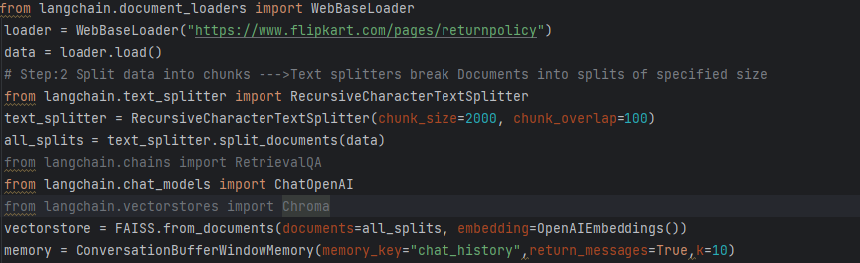 from langchain.document_loaders import WebBaseLoader
loader = WebBaseLoader("https://www.flipkart.com/pages/returnpolicy")
data = loader.load()
# Step:2 Split data into chunks --->Text splitters break Documents into splits of specified size
from langchain.text_splitter import RecursiveCharacterTextSplitter
text_splitter = RecursiveCharacterTextSplitter(chunk_size=2000, chunk_overlap=100)
all_splits = text_splitter.split_documents(data)
from langchain.chains import RetrievalQA
from langchain.chat_models import ChatOpenAI
from langchain.vectorstores import Chroma
vectorstore = FAISS.from_documents(documents=all_splits, embedding=OpenAIEmbeddings())
memory = ConversationBufferWindowMemory(memory_key="chat_history",return_messages=True,k=10)